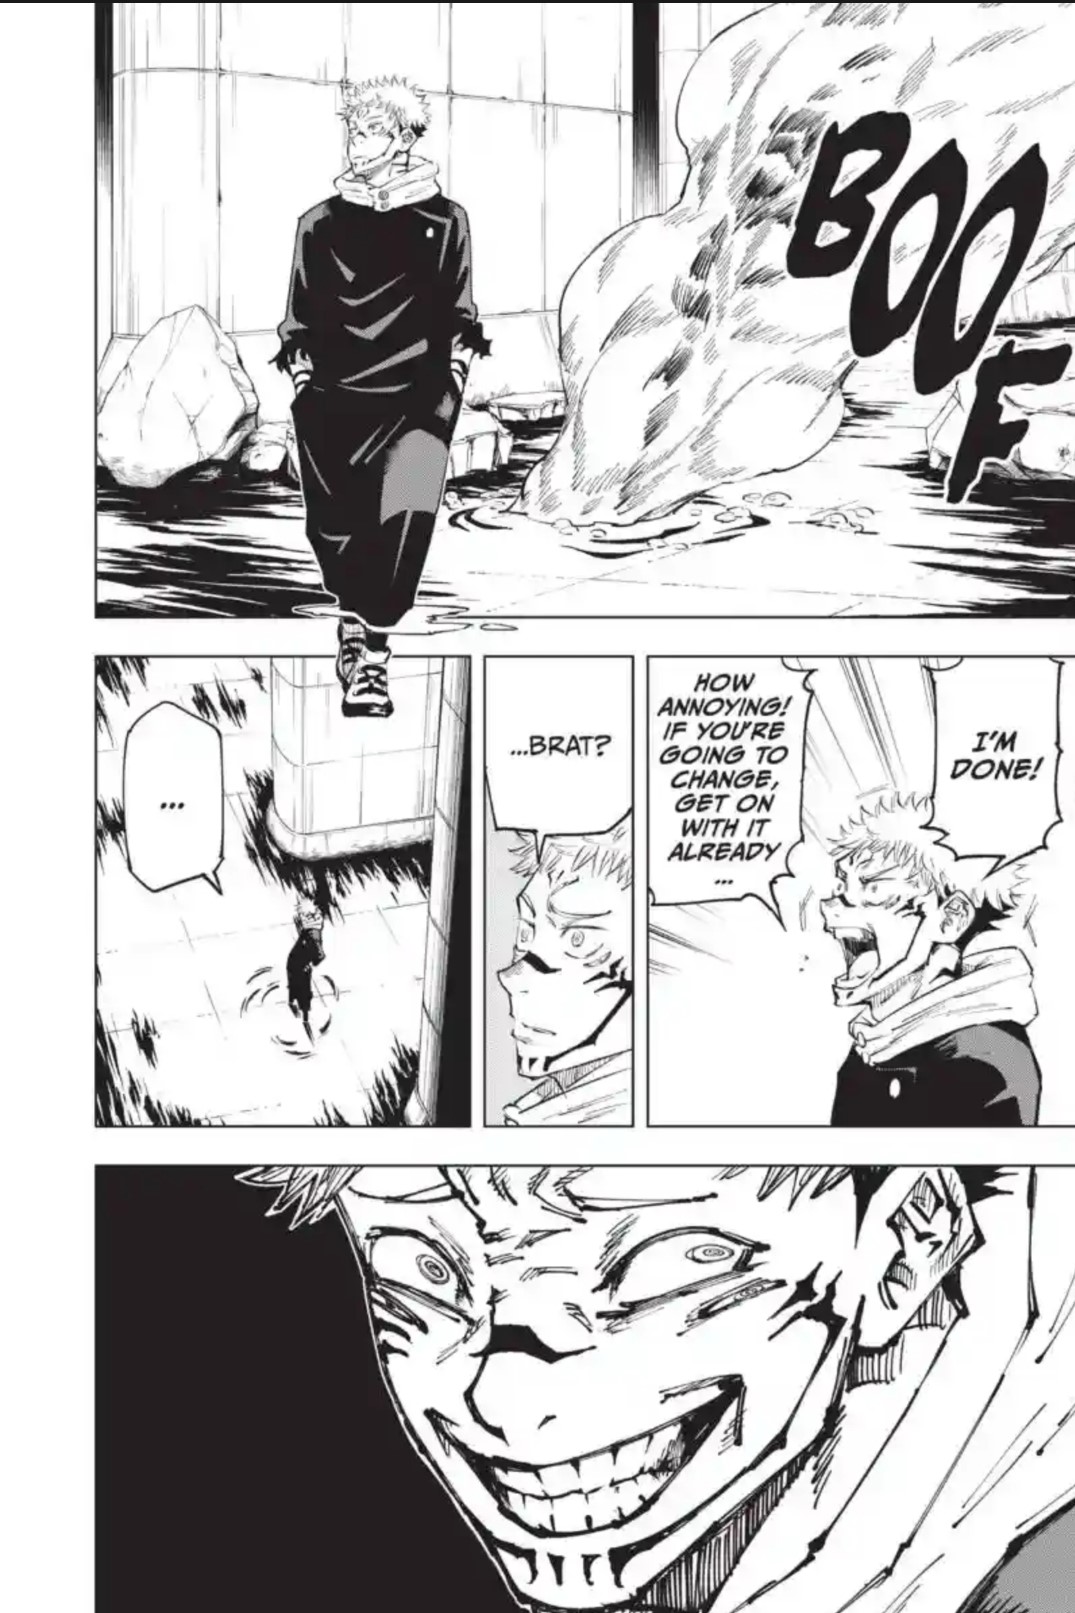 BOOF
I'M
DONE!
HOW
ANNOYING!
IF YOU'RE
GOING TO
CHANGE,
GET ON
WITH IT
ALREADY
...
...BRAT?
...